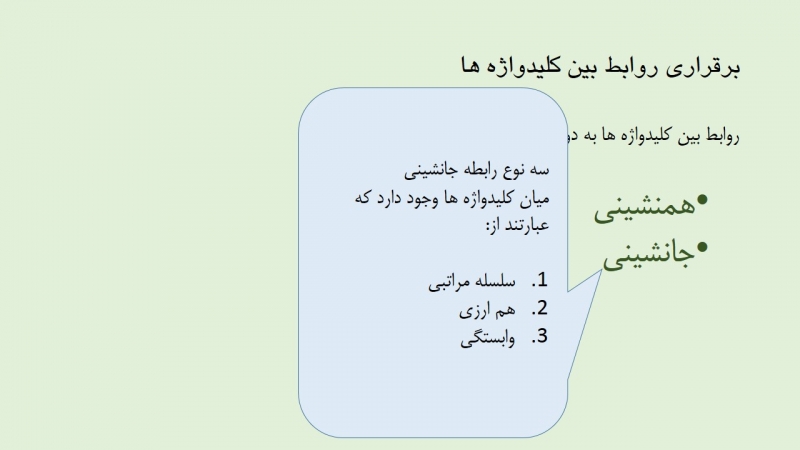 برقراری روابط بین کلیدواژه ها
روابط بین کلیدواژه ها به دو
•همنشینی
•جانشینی
سه نوع رابطه جانشینی
میان کلیدواژه ها وجود دارد که
عبارتند از:
1. سلسله مراتبی
2. هم ارزی
3. وابستگی